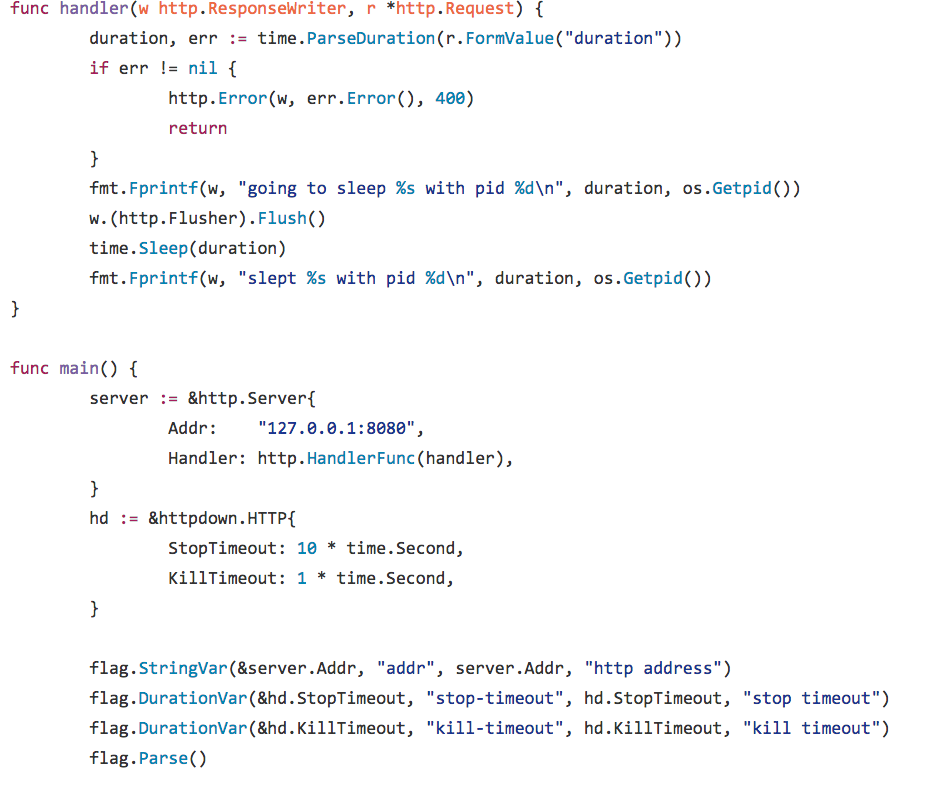 func handler(w http.ResponseWriter, r *http.Request) {
        duration, err := time.ParseDuration(r.FormValue("duration"))
        if err != nil {
                http.Error(w, err.Error(), 400)
                return
        }
        fmt.Fprintf(w, "going to sleep %s with pid %d\n", duration, os.Getpid())
        w.(http.Flusher).Flush()
        time.Sleep(duration)
        fmt.Fprintf(w, "slept %s with pid %d\n", duration, os.Getpid())
}

func main() {
        server := &http.Server{
                Addr:    "127.0.0.1:8080",
                Handler: http.HandlerFunc(handler),
        }
        hd := &httpdown.HTTP{
                StopTimeout: 10 * time.Second,
                KillTimeout: 1 * time.Second,
        }

        flag.StringVar(&server.Addr, "addr", server.Addr, "http address")
        flag.DurationVar(&hd.StopTimeout, "stop-timeout", hd.StopTimeout, "stop timeout")
        flag.DurationVar(&hd.KillTimeout, "kill-timeout", hd.KillTimeout, "kill timeout")
        flag.Parse()